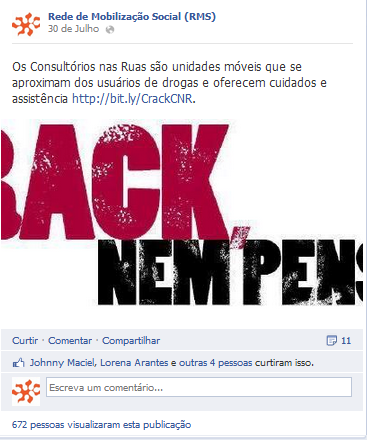 Rede de Mobilização Social (RMS)
30 de Julho
Os Consultórios nas Ruas são unidades móveis que se
aproximam dos usuários de drogas e oferecem cuidados e
assistência http://bit.ly/CrackCNR.
RACK,
NEM PENS
Curtir · Comentar · Compartilhar
11
Johnny Maciel, Lorena Arantes e outras 4 pessoas curtiram isso.
Escreva um comentário...
672 pessoas visualizaram esta publicação